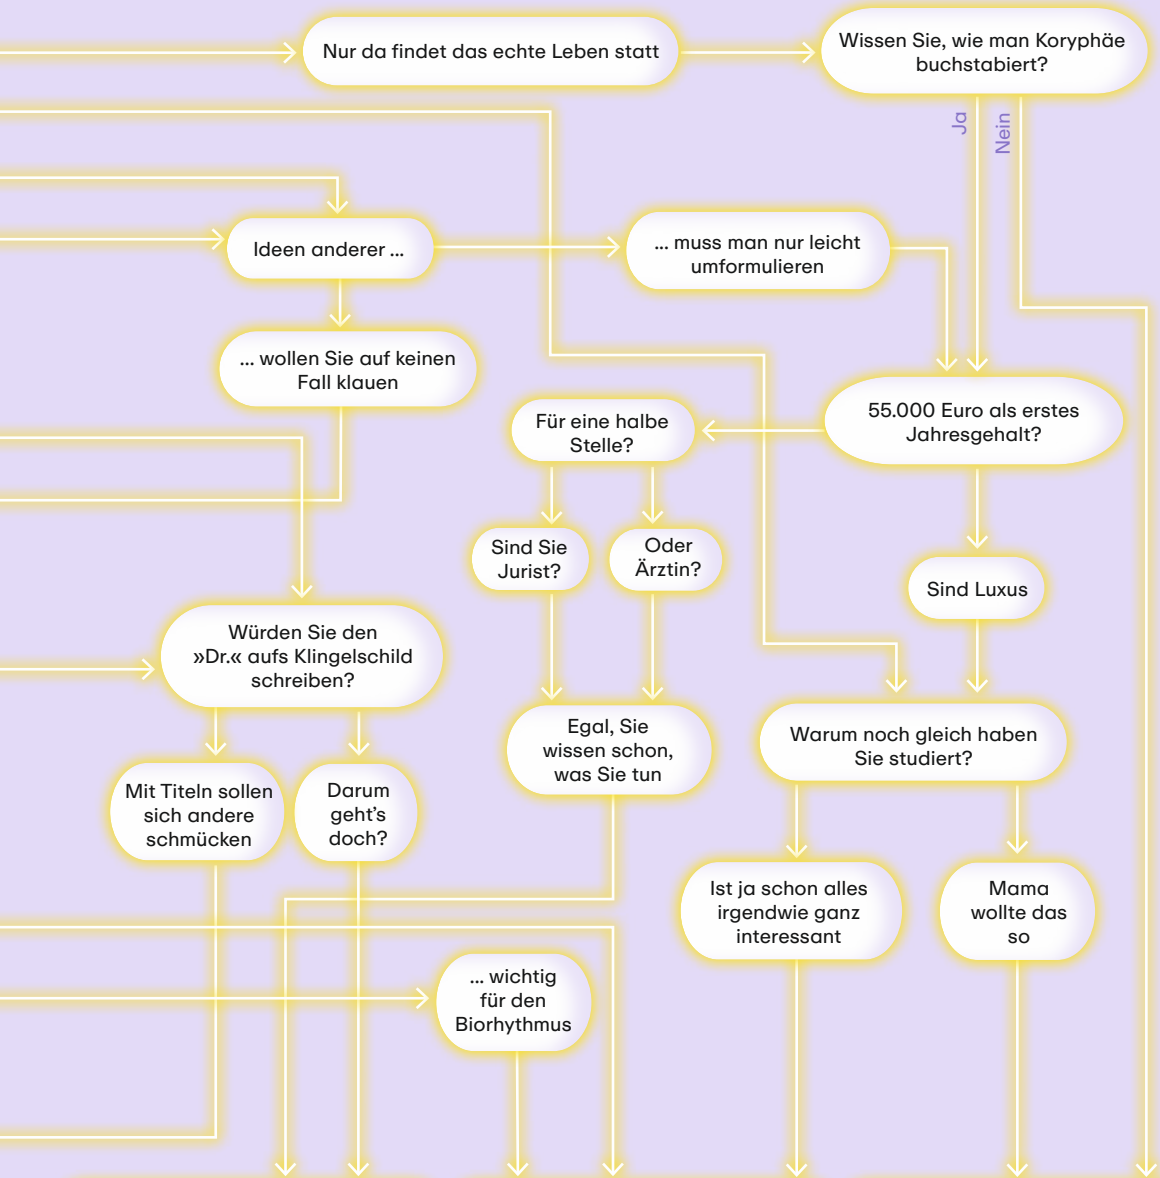 Nur da findet das echte Leben statt
Wissen Sie, wie man Koryphäe
buchstabiert?
Ja
Nein
Ideen anderer ...
... muss man nur leicht
umformulieren
... wollen Sie auf keinen
Fall klauen
Für eine halbe
Stelle?
55.000 Euro als erstes
Jahresgehalt?
Sind Sie
Jurist?
Oder
Ärztin?
Sind Luxus
Würden Sie den
»Dr.« aufs Klingelschild
schreiben?
Egal, Sie
wissen schon,
was Sie tun
Warum noch gleich haben
Sie studiert?
Mit Titeln sollen
sich andere
schmücken
Darum
geht's
doch?
Ist ja schon alles
irgendwie ganz
interessant
Mama
wollte das
so
... wichtig
für den
Biorhythmus